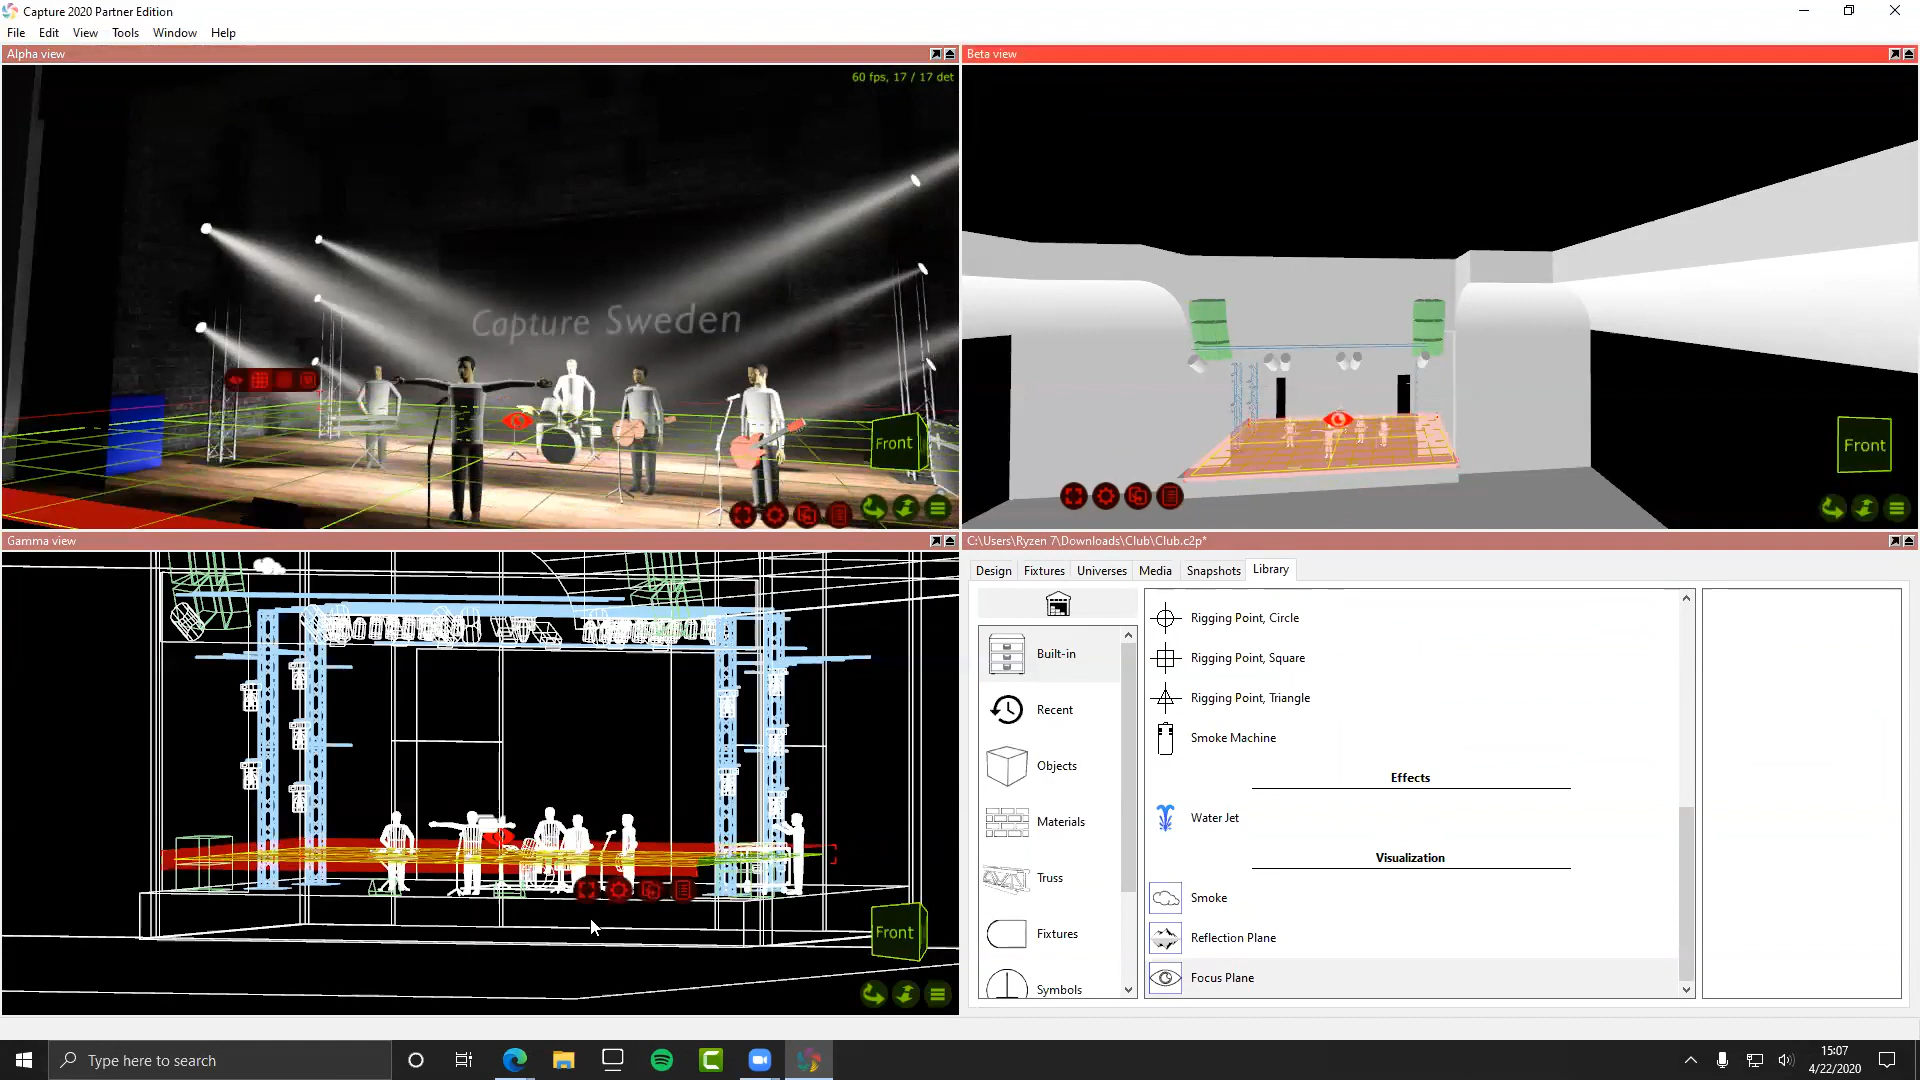 Capture 2020 Partner Edition
File Edit View Tools Window Help
Alpha view
60 fps, 17 / 17 det
Capture Sweden
Front
Beta view
Front
Gamma view
Front
C:\Users\Ryzen 7\Downloads\Club\Club.c2p*
Design Fixtures Universes Media Snapshots Library
Built-in
Recent
Objects
Materials
Truss
Fixtures
Symbols
Rigging Point, Circle
Rigging Point, Square
Rigging Point, Triangle
Smoke Machine
Effects
Water Jet
Visualization
Smoke
Reflection Plane
Focus Plane
Type here to search
15:07
4/22/2020